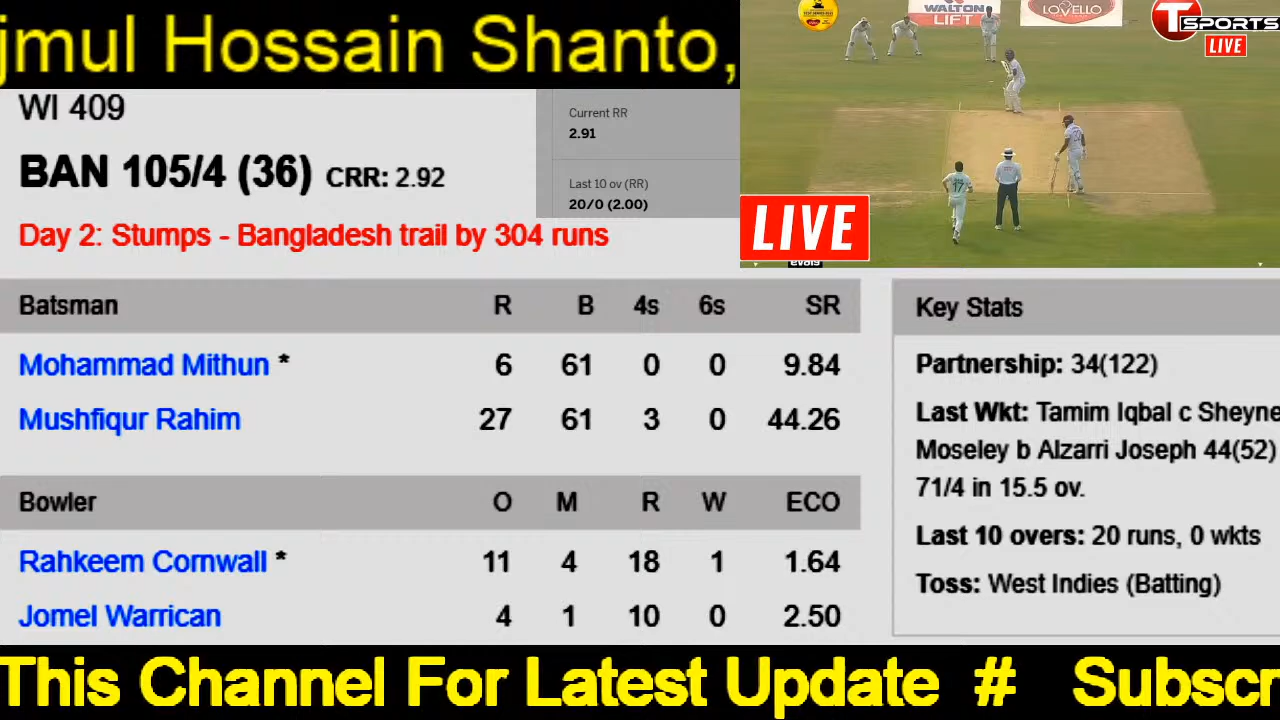 jmul Hossain Shanto,
WI 409
BAN 105/4 (36) CRR: 2.92
Day 2: Stumps - Bangladesh trail by 304 runs
Current RR
2.91
Last 10 ov (RR)
20/0 (2.00)
WALTON
LIFT
LOVELLO
T SPORTS
LIVE
17
LIVE
evaly
Batsman R B 4s 6s SR
Mohammad Mithun * 6 61 0 0 9.84
Mushfiqur Rahim 27 61 3 0 44.26
Bowler O M R W ECO
Rahkeem Cornwall * 11 4 18 1 1.64
Jomel Warrican 4 1 10 0 2.50
Key Stats
Partnership: 34(122)
Last Wkt: Tamim Iqbal c Sheyne
Moseley b Alzarri Joseph 44(52)
71/4 in 15.5 ov.
Last 10 overs: 20 runs, 0 wkts
Toss: West Indies (Batting)
This Channel For Latest Update # Subscr